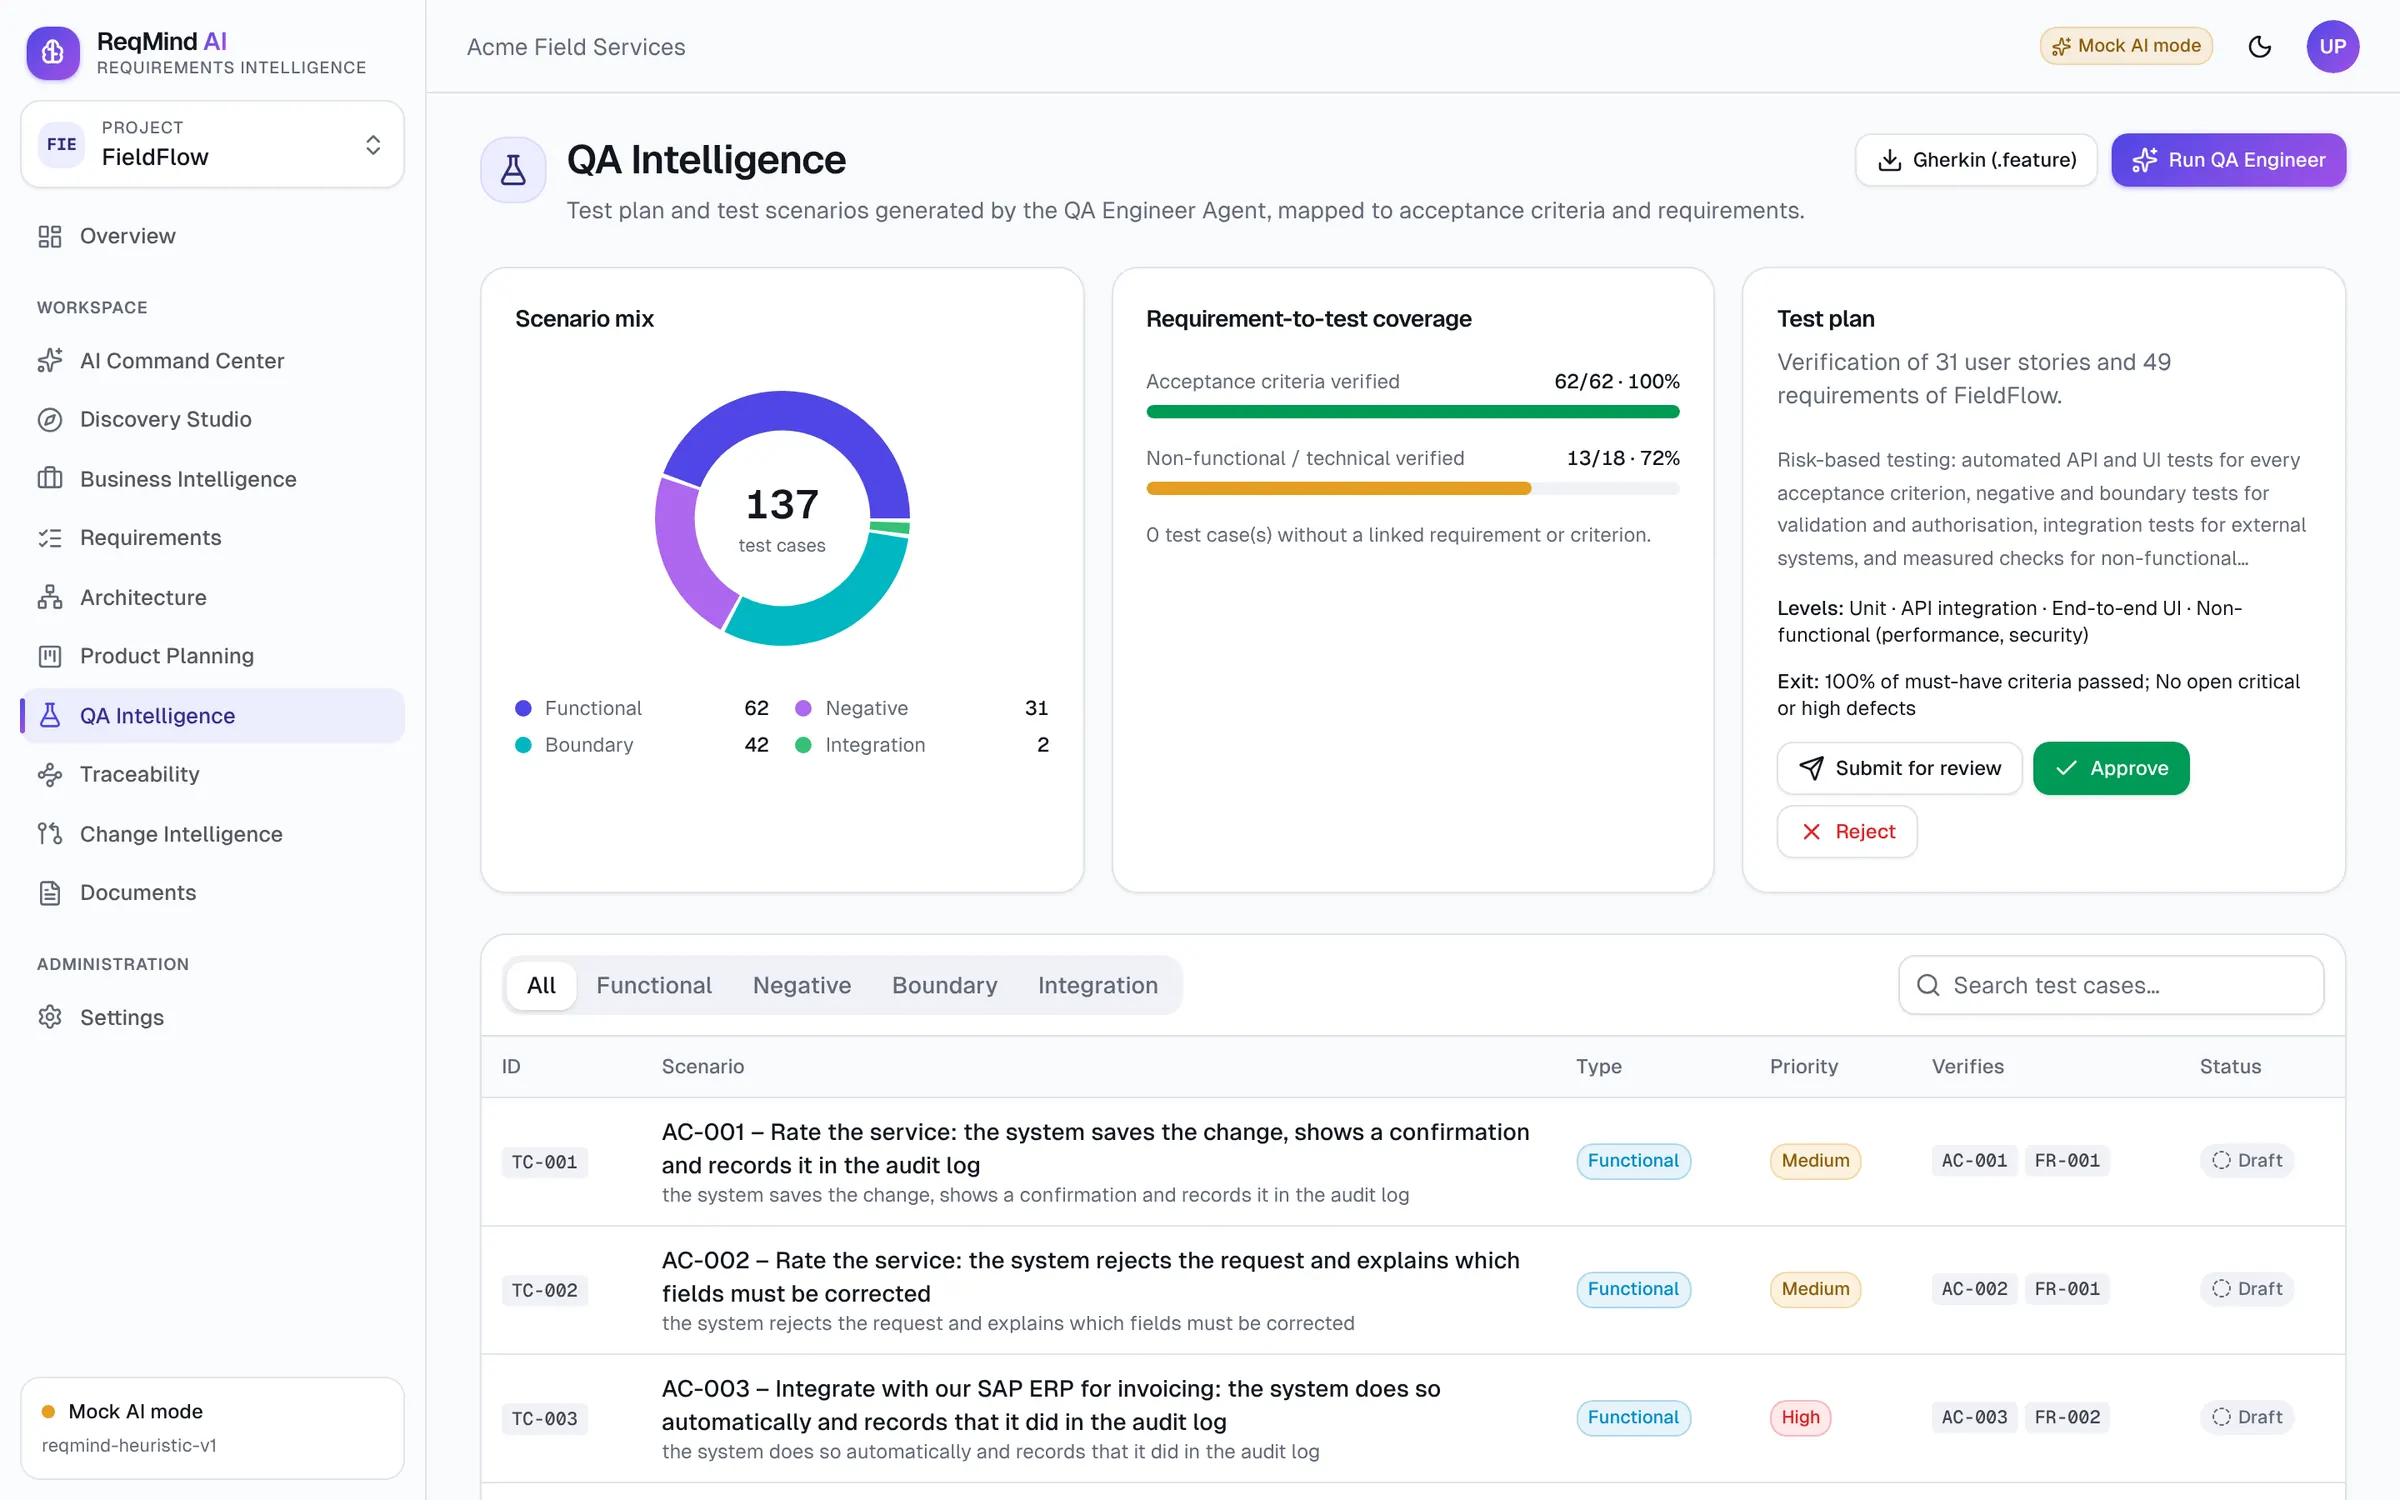 ReqMind AI
REQUIREMENTS INTELLIGENCE
FIE
PROJECT
FieldFlow
Overview
WORKSPACE
AI Command Center
Discovery Studio
Business Intelligence
Requirements
Architecture
Product Planning
QA Intelligence
Traceability
Change Intelligence
Documents
ADMINISTRATION
Settings
Mock AI mode
reqmind-heuristic-v1
Acme Field Services
Mock AI mode
UP
QA Intelligence
Test plan and test scenarios generated by the QA Engineer Agent, mapped to acceptance criteria and requirements.
Gherkin (.feature)
Run QA Engineer
Scenario mix
137
test cases
Functional 62
Negative 31
Boundary 42
Integration 2
Requirement-to-test coverage
Acceptance criteria verified 62/62 · 100%
Non-functional / technical verified 13/18 · 72%
0 test case(s) without a linked requirement or criterion.
Test plan
Verification of 31 user stories and 49
requirements of FieldFlow.
Risk-based testing: automated API and UI tests for every
acceptance criterion, negative and boundary tests for
validation and authorisation, integration tests for external
systems, and measured checks for non-functional…
Levels: Unit · API integration · End-to-end UI · Non-
functional (performance, security)
Exit: 100% of must-have criteria passed; No open critical
or high defects
Submit for review
Approve
Reject
All Functional Negative Boundary Integration
Search test cases…
ID Scenario Type Priority Verifies Status
TC-001
AC-001 – Rate the service: the system saves the change, shows a confirmation
and records it in the audit log
the system saves the change, shows a confirmation and records it in the audit log
Functional Medium AC-001 FR-001 Draft
TC-002
AC-002 – Rate the service: the system rejects the request and explains which
fields must be corrected
the system rejects the request and explains which fields must be corrected
Functional Medium AC-002 FR-001 Draft
TC-003
AC-003 – Integrate with our SAP ERP for invoicing: the system does so
automatically and records that it did in the audit log
the system does so automatically and records that it did in the audit log
Functional High AC-003 FR-002 Draft